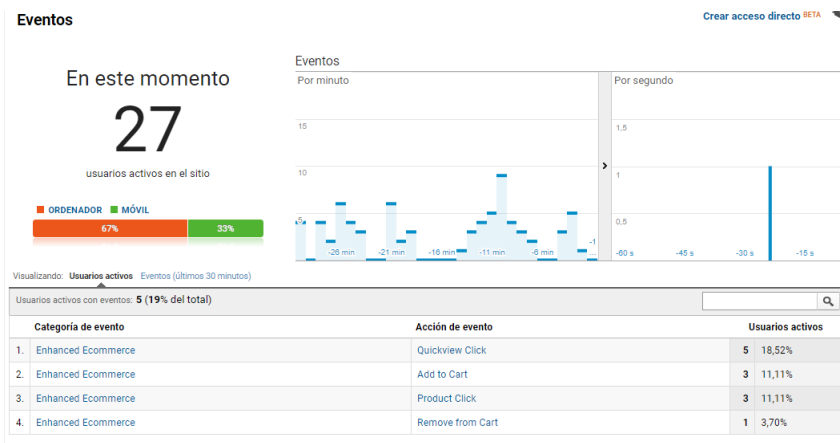 Eventos
Crear acceso directo BETA
En este momento
27
usuarios activos en el sitio
ORDENADOR MÓVIL
67% 33%
Eventos
Por minuto
15
10
5
-26 min -21 min -16 min -11 min -6 min -1
...
Por segundo
1,5
1
0,5
-60 s -45 s -30 s -15 s
Visualizando: Usuarios activos Eventos (últimos 30 minutos)
Usuarios activos con eventos: 5 (19% del total)
Categoría de evento Acción de evento Usuarios activos
1. Enhanced Ecommerce Quickview Click 5 18,52%
2. Enhanced Ecommerce Add to Cart 3 11,11%
3. Enhanced Ecommerce Product Click 3 11,11%
4. Enhanced Ecommerce Remove from Cart 1 3,70%